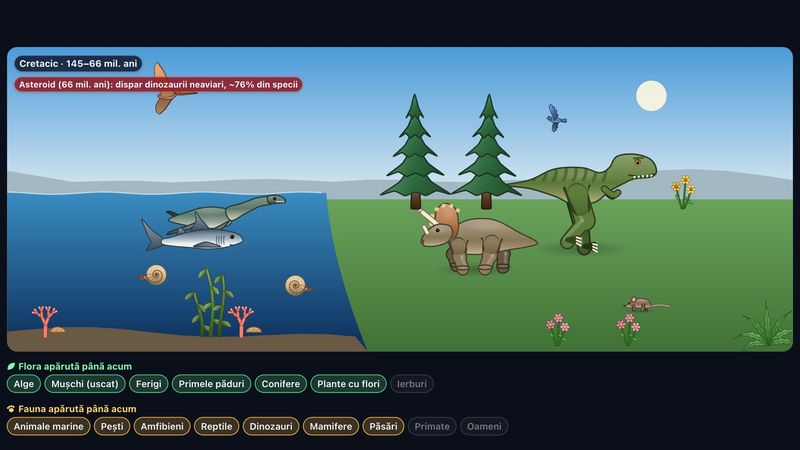 Cretacic · 145–66 mil. ani
Asteroid (66 mil. ani): dispar dinozaurii neaviari, ~76% din specii
Flora apărută până acum
Alge Mușchi (uscat) Ferigi Primele păduri Conifere Plante cu flori Ierburi
Fauna apărută până acum
Animale marine Pești Amfibieni Reptile Dinozauri Mamifere Păsări Primate Oameni